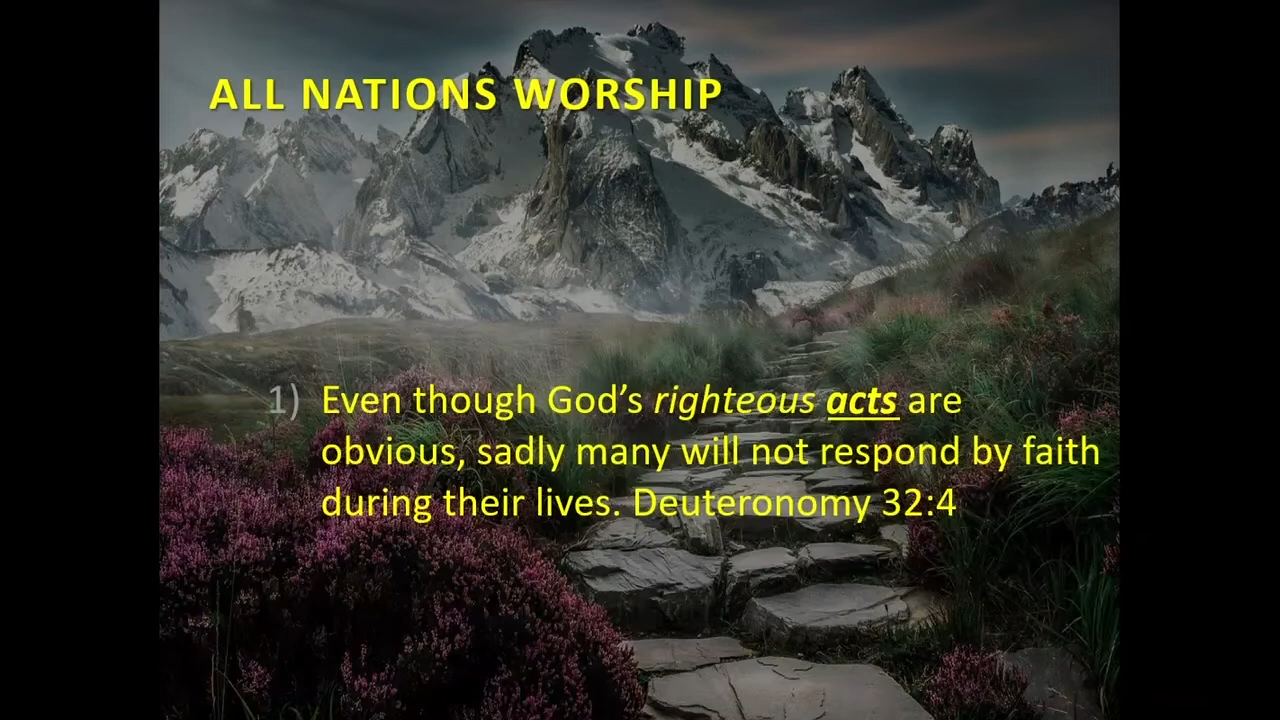 ALL NATIONS WORSHIP
1) Even though God’s righteous acts are
obvious, sadly many will not respond by faith
during their lives. Deuteronomy 32:4